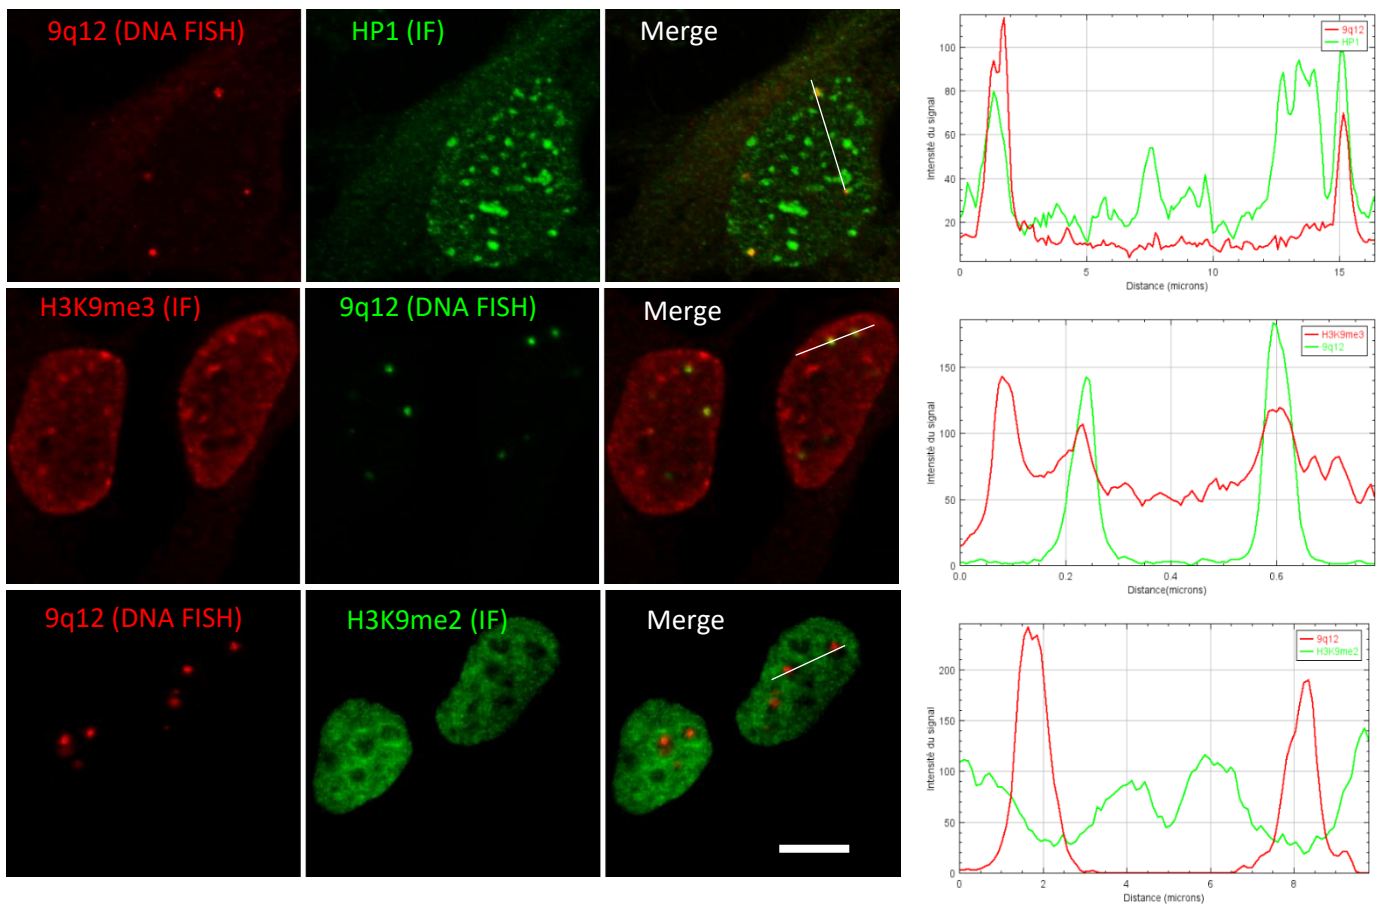 9q12 (DNA FISH)
HP1 (IF)
Merge
9q12
HP1
Intensité du signal
100
80
60
40
20
0
5
10
15
Distance (microns)
H3K9me3 (IF)
9q12 (DNA FISH)
Merge
H3K9me3
9q12
Intensité du signal
150
100
50
0
0.0
0.2
0.4
0.6
Distance(microns)
9q12 (DNA FISH)
H3K9me2 (IF)
Merge
9q12
H3K9me2
Intensité du signal
200
150
100
50
0
0
2
4
6
8
Distance (microns)